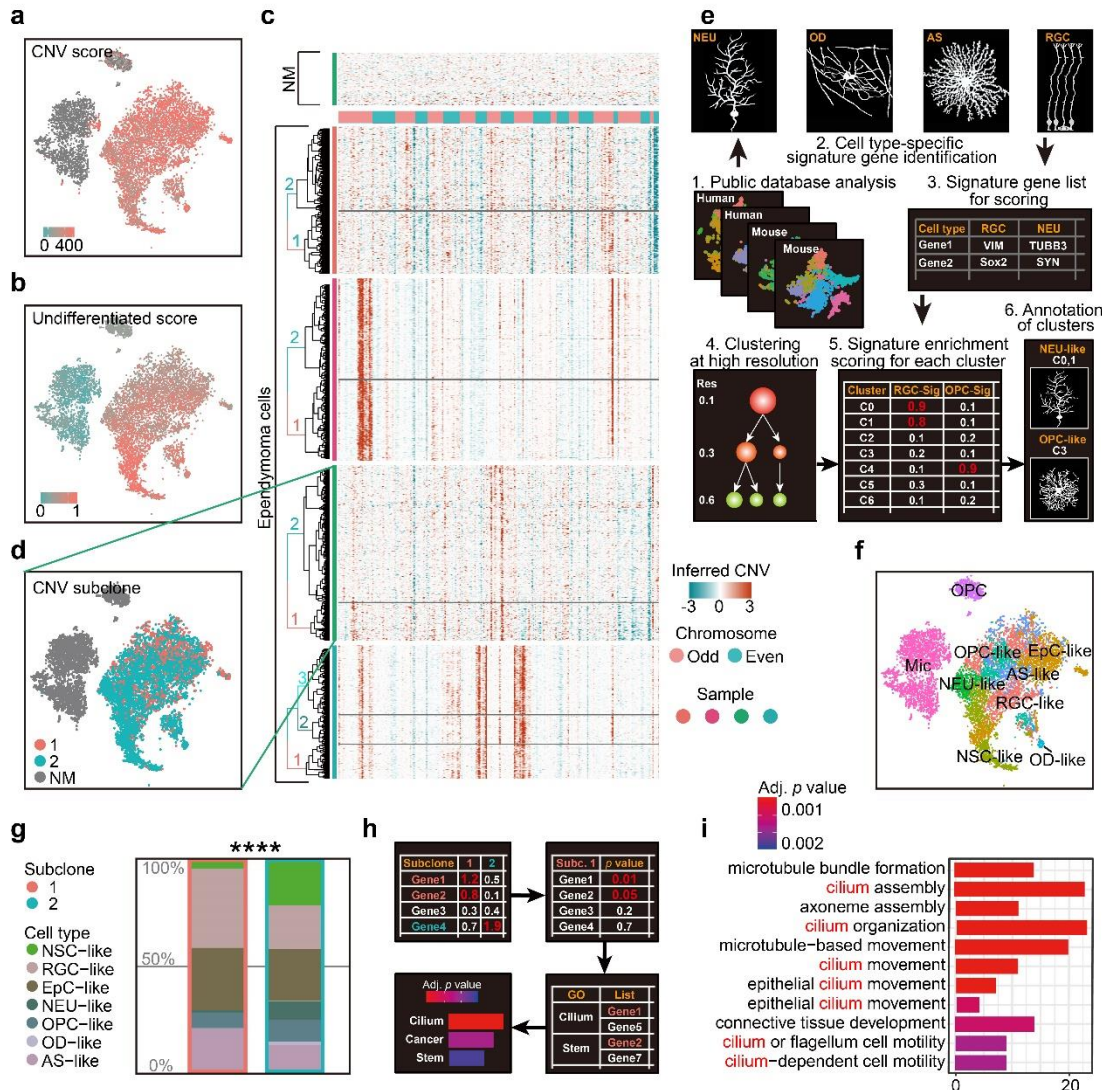 a
CNV score
0 400
b
Undifferentiated score
0 1
d
CNV subclone
1
2
NM
c
NM
Ependymoma cells
2
1
2
1
2
1
3
2
1
Inferred CNV
-3 3
Chromosome
Odd Even
Sample
e
NEU OD AS RGC
2. Cell type-specific
signature gene identification
1. Public database analysis
Human
Human
Mouse
Mouse
3. Signature gene list
for scoring
Cell type RGC NEU
Gene1 VIM TUBB3
Gene2 Sox2 SYN
4. Clustering
at high resolution
Res
0.1
0.3
0.6
5. Signature enrichment
scoring for each cluster
Cluster RGC-Sig OPC-Sig
C0 0.9 0.1
C1 0.8 0.1
C2 0.1 0.2
C3 0.2 0.1
C4 0.1 0.9
C5 0.3 0.1
C6 0.1 0.2
6. Annotation
of clusters
NEU-like
C0,1
OPC-like
C3
f
OPC
Mic
OPC-like
EpC-like
NEU-like
AS-like
RGC-like
NSC-like
OD-like
g
Subclone
1
2
Cell type
NSC-like
RGC-like
EpC-like
NEU-like
OPC-like
OD-like
AS-like
****
100%
50%
0%
h
Subclone 1 2
Gene1 1.2 0.5
Gene2 0.8 0.1
Gene3 0.3 0.4
Gene4 0.7 1.9
Subc. 1 p value
Gene1 0.01
Gene2 0.05
Gene3 0.2
Gene4 0.7
GO List
Cilium Gene1
Gene5
Stem Gene2
Gene7
Adj. p value
Cilium
Cancer
Stem
Adj. p value
0.001
0.002
i
microtubule bundle formation
cilium assembly
axoneme assembly
cilium organization
microtubule-based movement
cilium movement
epithelial cilium movement
epithelial cilium movement
connective tissue development
cilium or flagellum cell motility
cilium-dependent cell motility
0 20